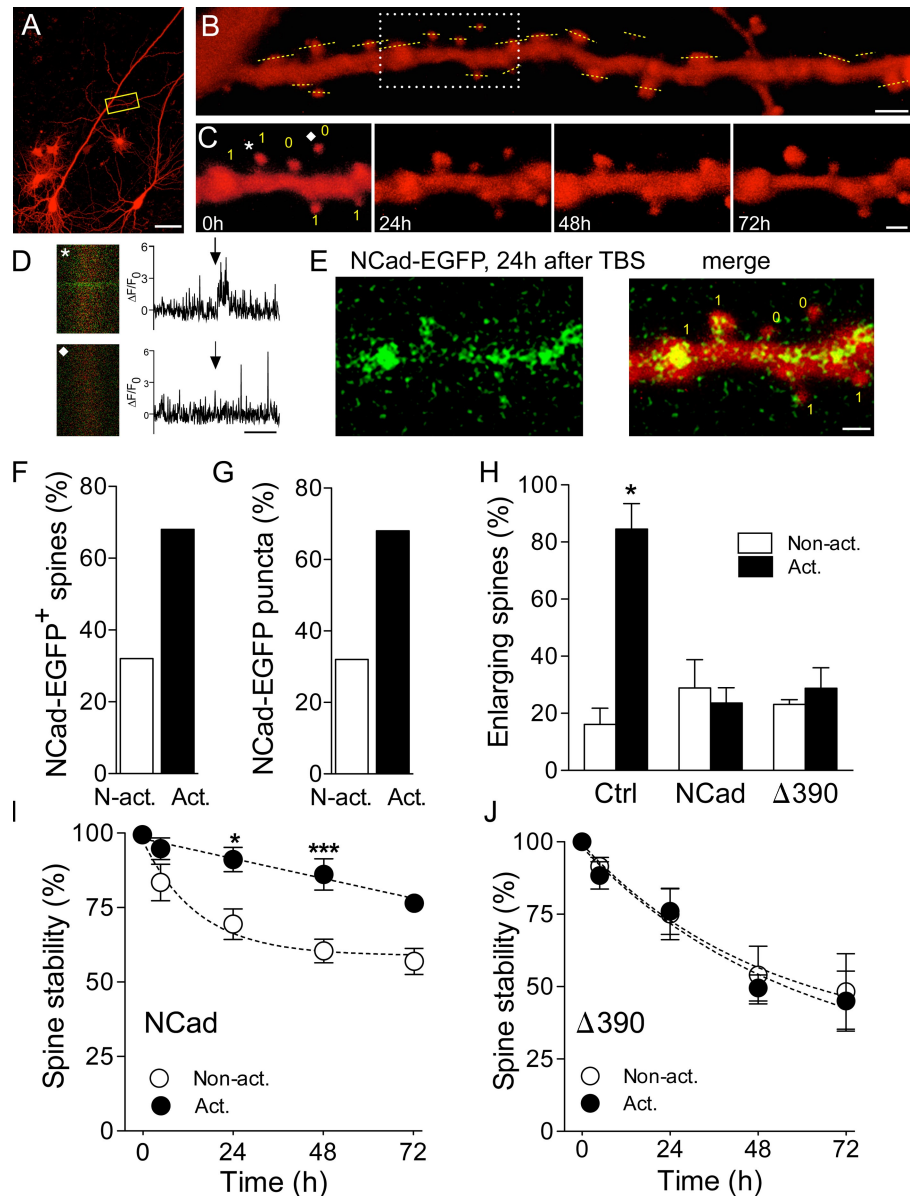 A
B
C
1
*
1
0
0
1
1
0h
24h
48h
72h
D
*
6
3
0
ΔF/F0
6
3
0
ΔF/F0
E
NCad-EGFP, 24h after TBS
merge
1
1
0
0
1
1
F
NCad-EGFP+ spines (%)
80
60
40
20
0
N-act. Act.
G
NCad-EGFP puncta (%)
80
60
40
20
0
N-act. Act.
H
Enlarging spines (%)
100
80
60
40
20
0
*
Non-act.
Act.
Ctrl NCad Δ390
I
Spine stability (%)
100
75
50
25
0
* ***
NCad
Non-act.
Act.
0 24 48 72
Time (h)
J
Spine stability (%)
100
75
50
25
0
Δ390
Non-act.
Act.
0 24 48 72
Time (h)